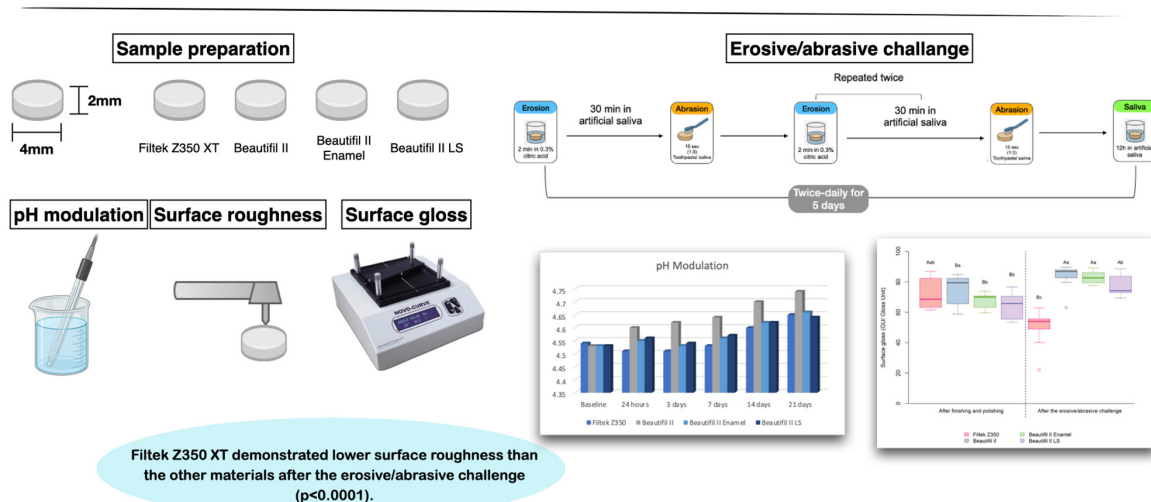 Sample preparation
2mm
4mm
Filtek Z350 XT
Beautifil II
Beautifil II
Enamel
Beautifil II LS
Erosive/abrasive challange
Repeated twice
Erosion
2 min in 0.3%
citric acid
30 min in
artificial saliva
Abrasion
15 sec
(1:3)
Toothpaste/ saliva
Erosion
2 min in 0.3%
citric acid
30 min in
artificial saliva
Abrasion
15 sec
(1:3)
Toothpaste/ saliva
Saliva
12h in artificial
saliva
Twice-daily for
5 days
pH modulation
Surface roughness
Surface gloss
NOVO-CURVE
pH Modulation
4.75
4.7
4.65
4.6
4.55
4.5
4.45
4.4
4.35
Baseline
24 hours
3 days
7 days
14 days
21 days
Filtek Z350
Beautifil II
Beautifil II Enamel
Beautifil II LS
Surface gloss (GU/ Gloss Unit)
100
80
60
40
20
0
Aab
Ba
Bb
Bb
Bc
Aa
Aa
Ab
After finishing and polishing
After the erosive/abrasive challenge
Filtek Z350
Beautifil II
Beautifil II Enamel
Beautifil II LS
Filtek Z350 XT demonstrated lower surface roughness than
the other materials after the erosive/abrasive challenge
(p<0.0001).